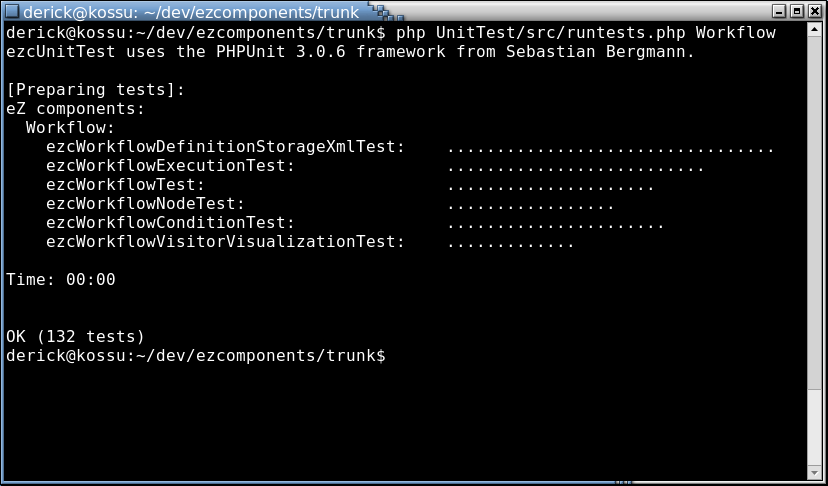 derick@kossu: ~/dev/ezcomponents/trunk
derick@kossu:~/dev/ezcomponents/trunk$ php UnitTest/src/runtests.php Workflow
ezcUnitTest uses the PHPUnit 3.0.6 framework from Sebastian Bergmann.
[Preparing tests]:
eZ components:
  Workflow:
    ezcWorkflowDefinitionStorageXmlTest:    .................................
    ezcWorkflowExecutionTest:               ..........................
    ezcWorkflowTest:                        .....................
    ezcWorkflowNodeTest:                    .................
    ezcWorkflowConditionTest:               ......................
    ezcWorkflowVisitorVisualizationTest:    .............
Time: 00:00
OK (132 tests)
derick@kossu:~/dev/ezcomponents/trunk$